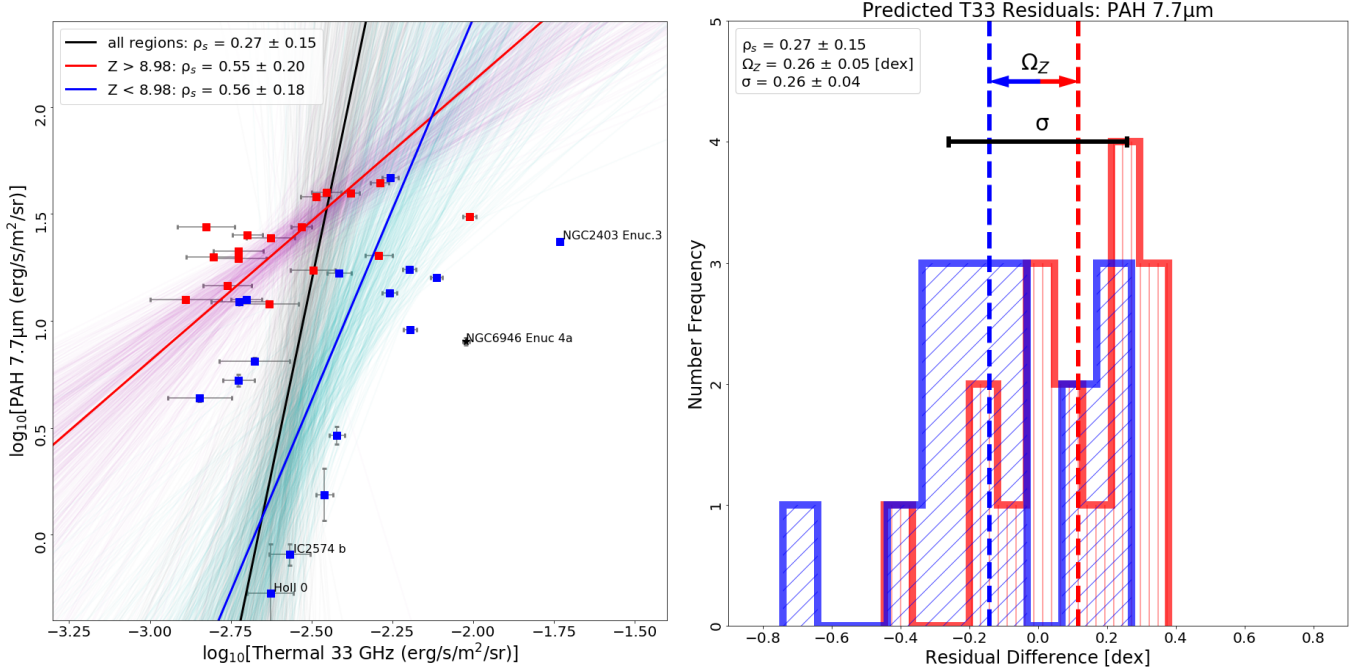 all regions: ρs = 0.27 ± 0.15
Z > 8.98: ρs = 0.55 ± 0.20
Z < 8.98: ρs = 0.56 ± 0.18
log10[PAH 7.7μm (erg/s/m²/sr)]
2.0
1.5
1.0
0.5
0.0
NGC2403 Enuc.3
NGC6946 Enuc 4a
IC2574 b
HoII 0
−3.25 −3.00 −2.75 −2.50 −2.25 −2.00 −1.75 −1.50
log10[Thermal 33 GHz (erg/s/m²/sr)]
Predicted T33 Residuals: PAH 7.7μm
ρs = 0.27 ± 0.15
ΩZ = 0.26 ± 0.05 [dex]
σ = 0.26 ± 0.04
ΩZ
σ
Number Frequency
5
4
3
2
1
0
−0.8 −0.6 −0.4 −0.2 0.0 0.2 0.4 0.6 0.8
Residual Difference [dex]